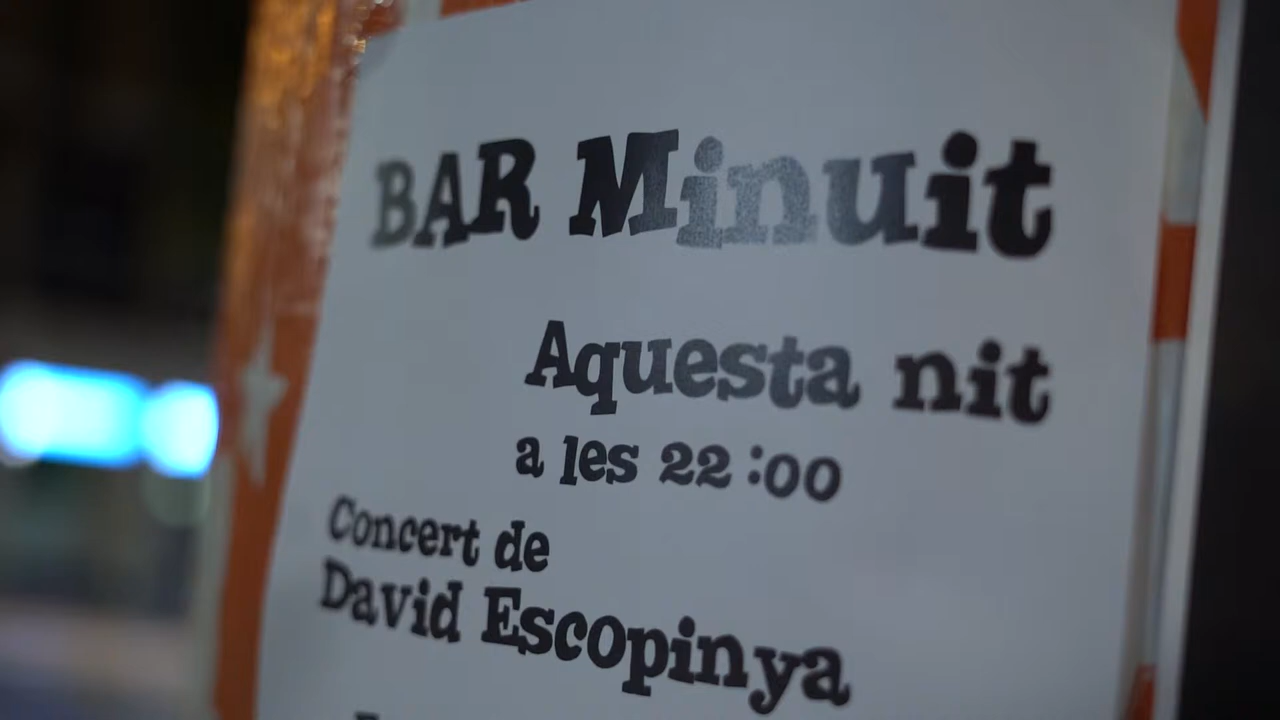 BAR Minuit
Aquesta nit
a les 22:00
Concert de
David Escopinya